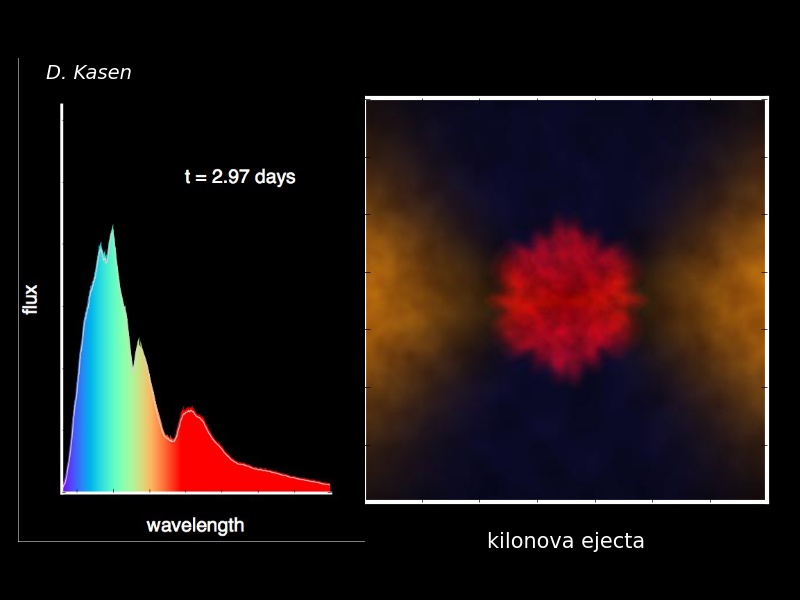 D. Kasen
t = 2.97 days
flux
wavelength
kilonova ejecta